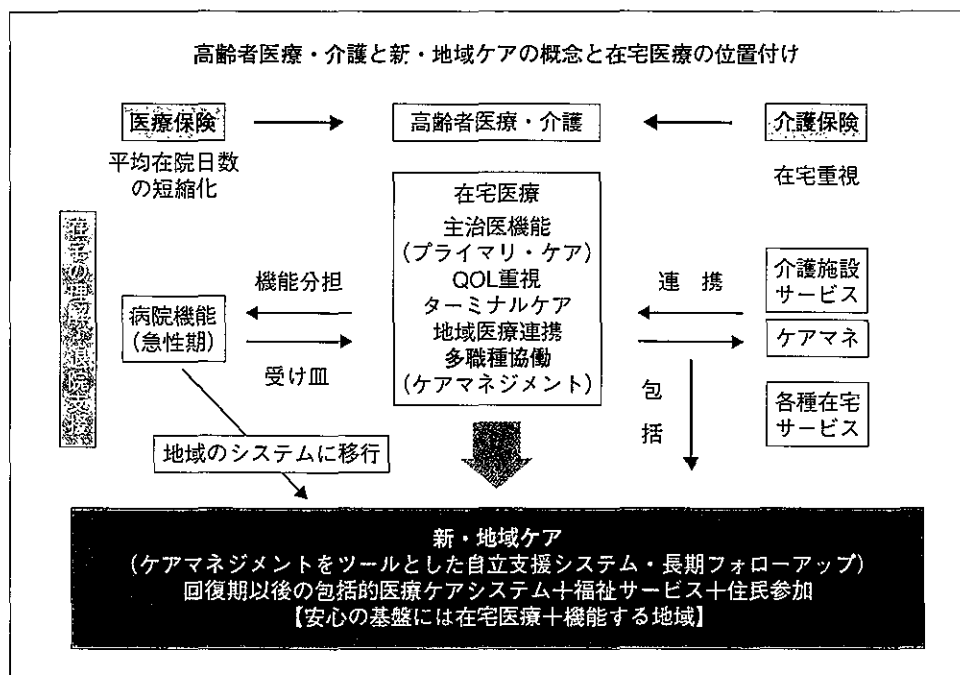 高齢者医療・介護と新・地域ケアの概念と在宅医療の位置付け
医療保険
高齢者医療・介護
介護保険
平均在院日数
の短縮化
在宅重視
在宅医療
主治医機能
(プライマリ・ケア)
QOL重視
ターミナルケア
地域医療連携
多職種協働
(ケアマネジメント)
機能分担
病院機能
(急性期)
受け皿
連 携
介護施設
サービス
ケアマネ
包
括
各種在宅
サービス
地域のシステムに移行
新・地域ケア
(ケアマネジメントをツールとした自立支援システム・長期フォローアップ)
回復期以後の包括的医療ケアシステム+福祉サービス+住民参加
【安心の基盤には在宅医療+機能する地域】